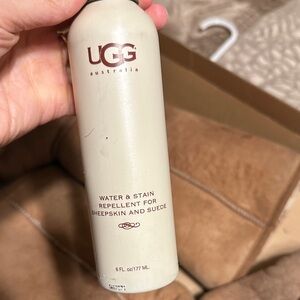 UGG
australia
WATER & STAIN
REPELLENT FOR
SHEEPSKIN AND SUEDE
6 FL. oz/177 ML.